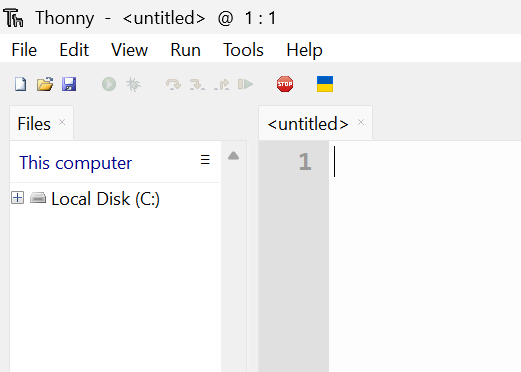 Thonny - <untitled> @ 1 : 1
File Edit View Run Tools Help
STOP
Files × <untitled> ×
This computer ≡ 1
Local Disk (C:)